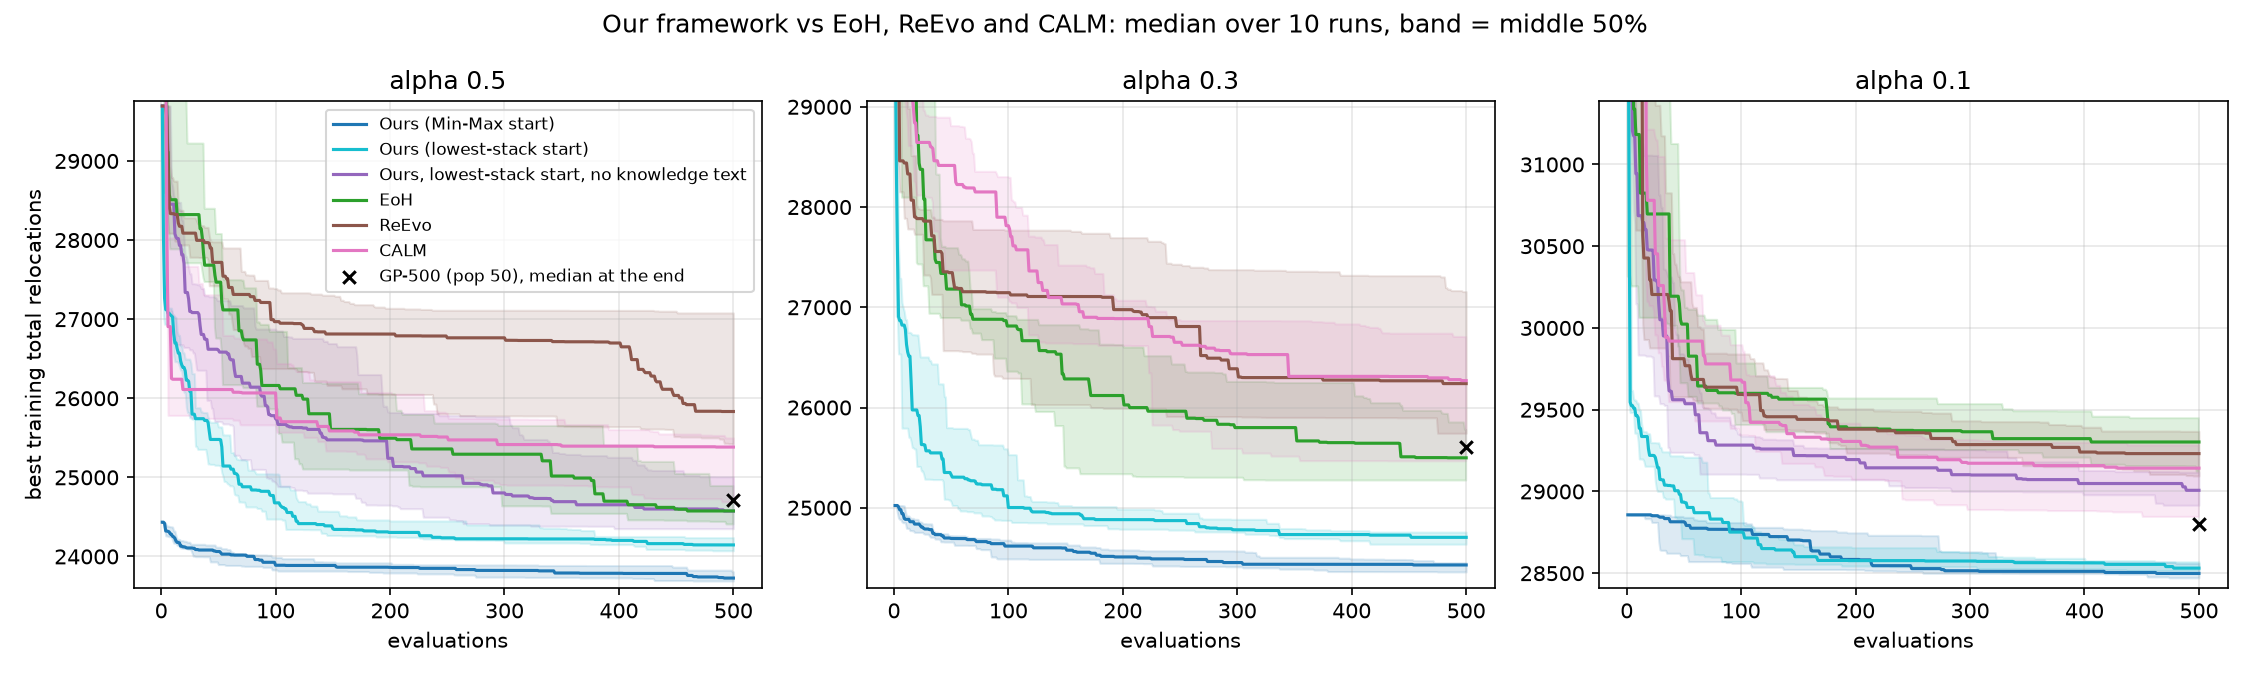 Our framework vs EoH, ReEvo and CALM: median over 10 runs, band = middle 50%
alpha 0.5
best training total relocations
29000
28000
27000
26000
25000
24000
Ours (Min-Max start)
Ours (lowest-stack start)
Ours, lowest-stack start, no knowledge text
EoH
ReEvo
CALM
GP-500 (pop 50), median at the end
0 100 200 300 400 500
evaluations
alpha 0.3
29000
28000
27000
26000
25000
0 100 200 300 400 500
evaluations
alpha 0.1
31000
30500
30000
29500
29000
28500
0 100 200 300 400 500
evaluations